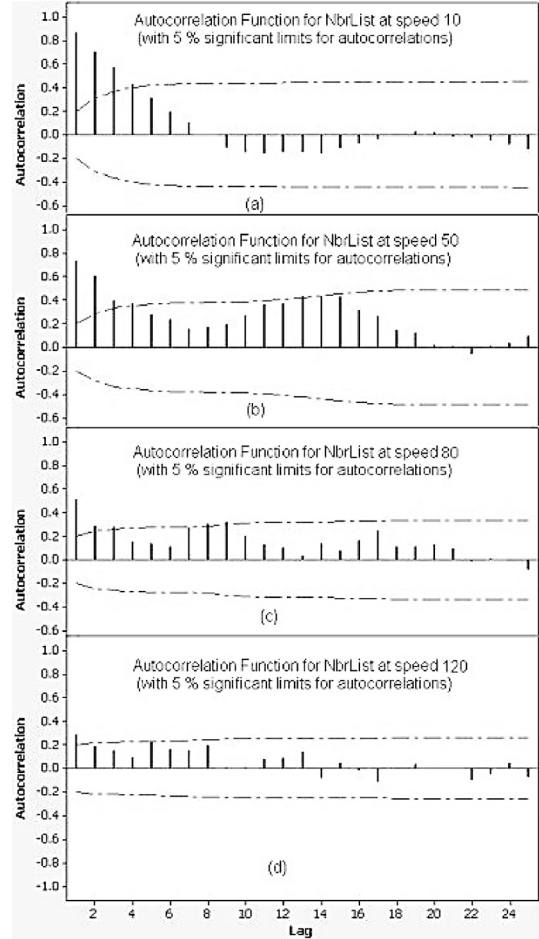 Autocorrelation Function for NbrList at speed 10
(with 5 % significant limits for autocorrelations)
Autocorrelation
1.0
0.8
0.6
0.4
0.2
0.0
-0.2
-0.4
-0.6
(a)
Autocorrelation Function for NbrList at speed 50
(with 5 % significant limits for autocorrelations)
Autocorrelation
1.0
0.8
0.6
0.4
0.2
0.0
-0.2
-0.4
-0.6
(b)
Autocorrelation Function for NbrList at speed 80
(with 5 % significant limits for autocorrelations)
Autocorrelation
1.0
0.8
0.6
0.4
0.2
0.0
-0.2
-0.4
-0.6
(c)
Autocorrelation Function for NbrList at speed 120
(with 5 % significant limits for autocorrelations)
Autocorrelation
1.0
0.8
0.6
0.4
0.2
0.0
-0.2
-0.4
-0.6
-0.8
-1.0
(d)
2 4 6 8 10 12 14 16 18 20 22 24
Lag